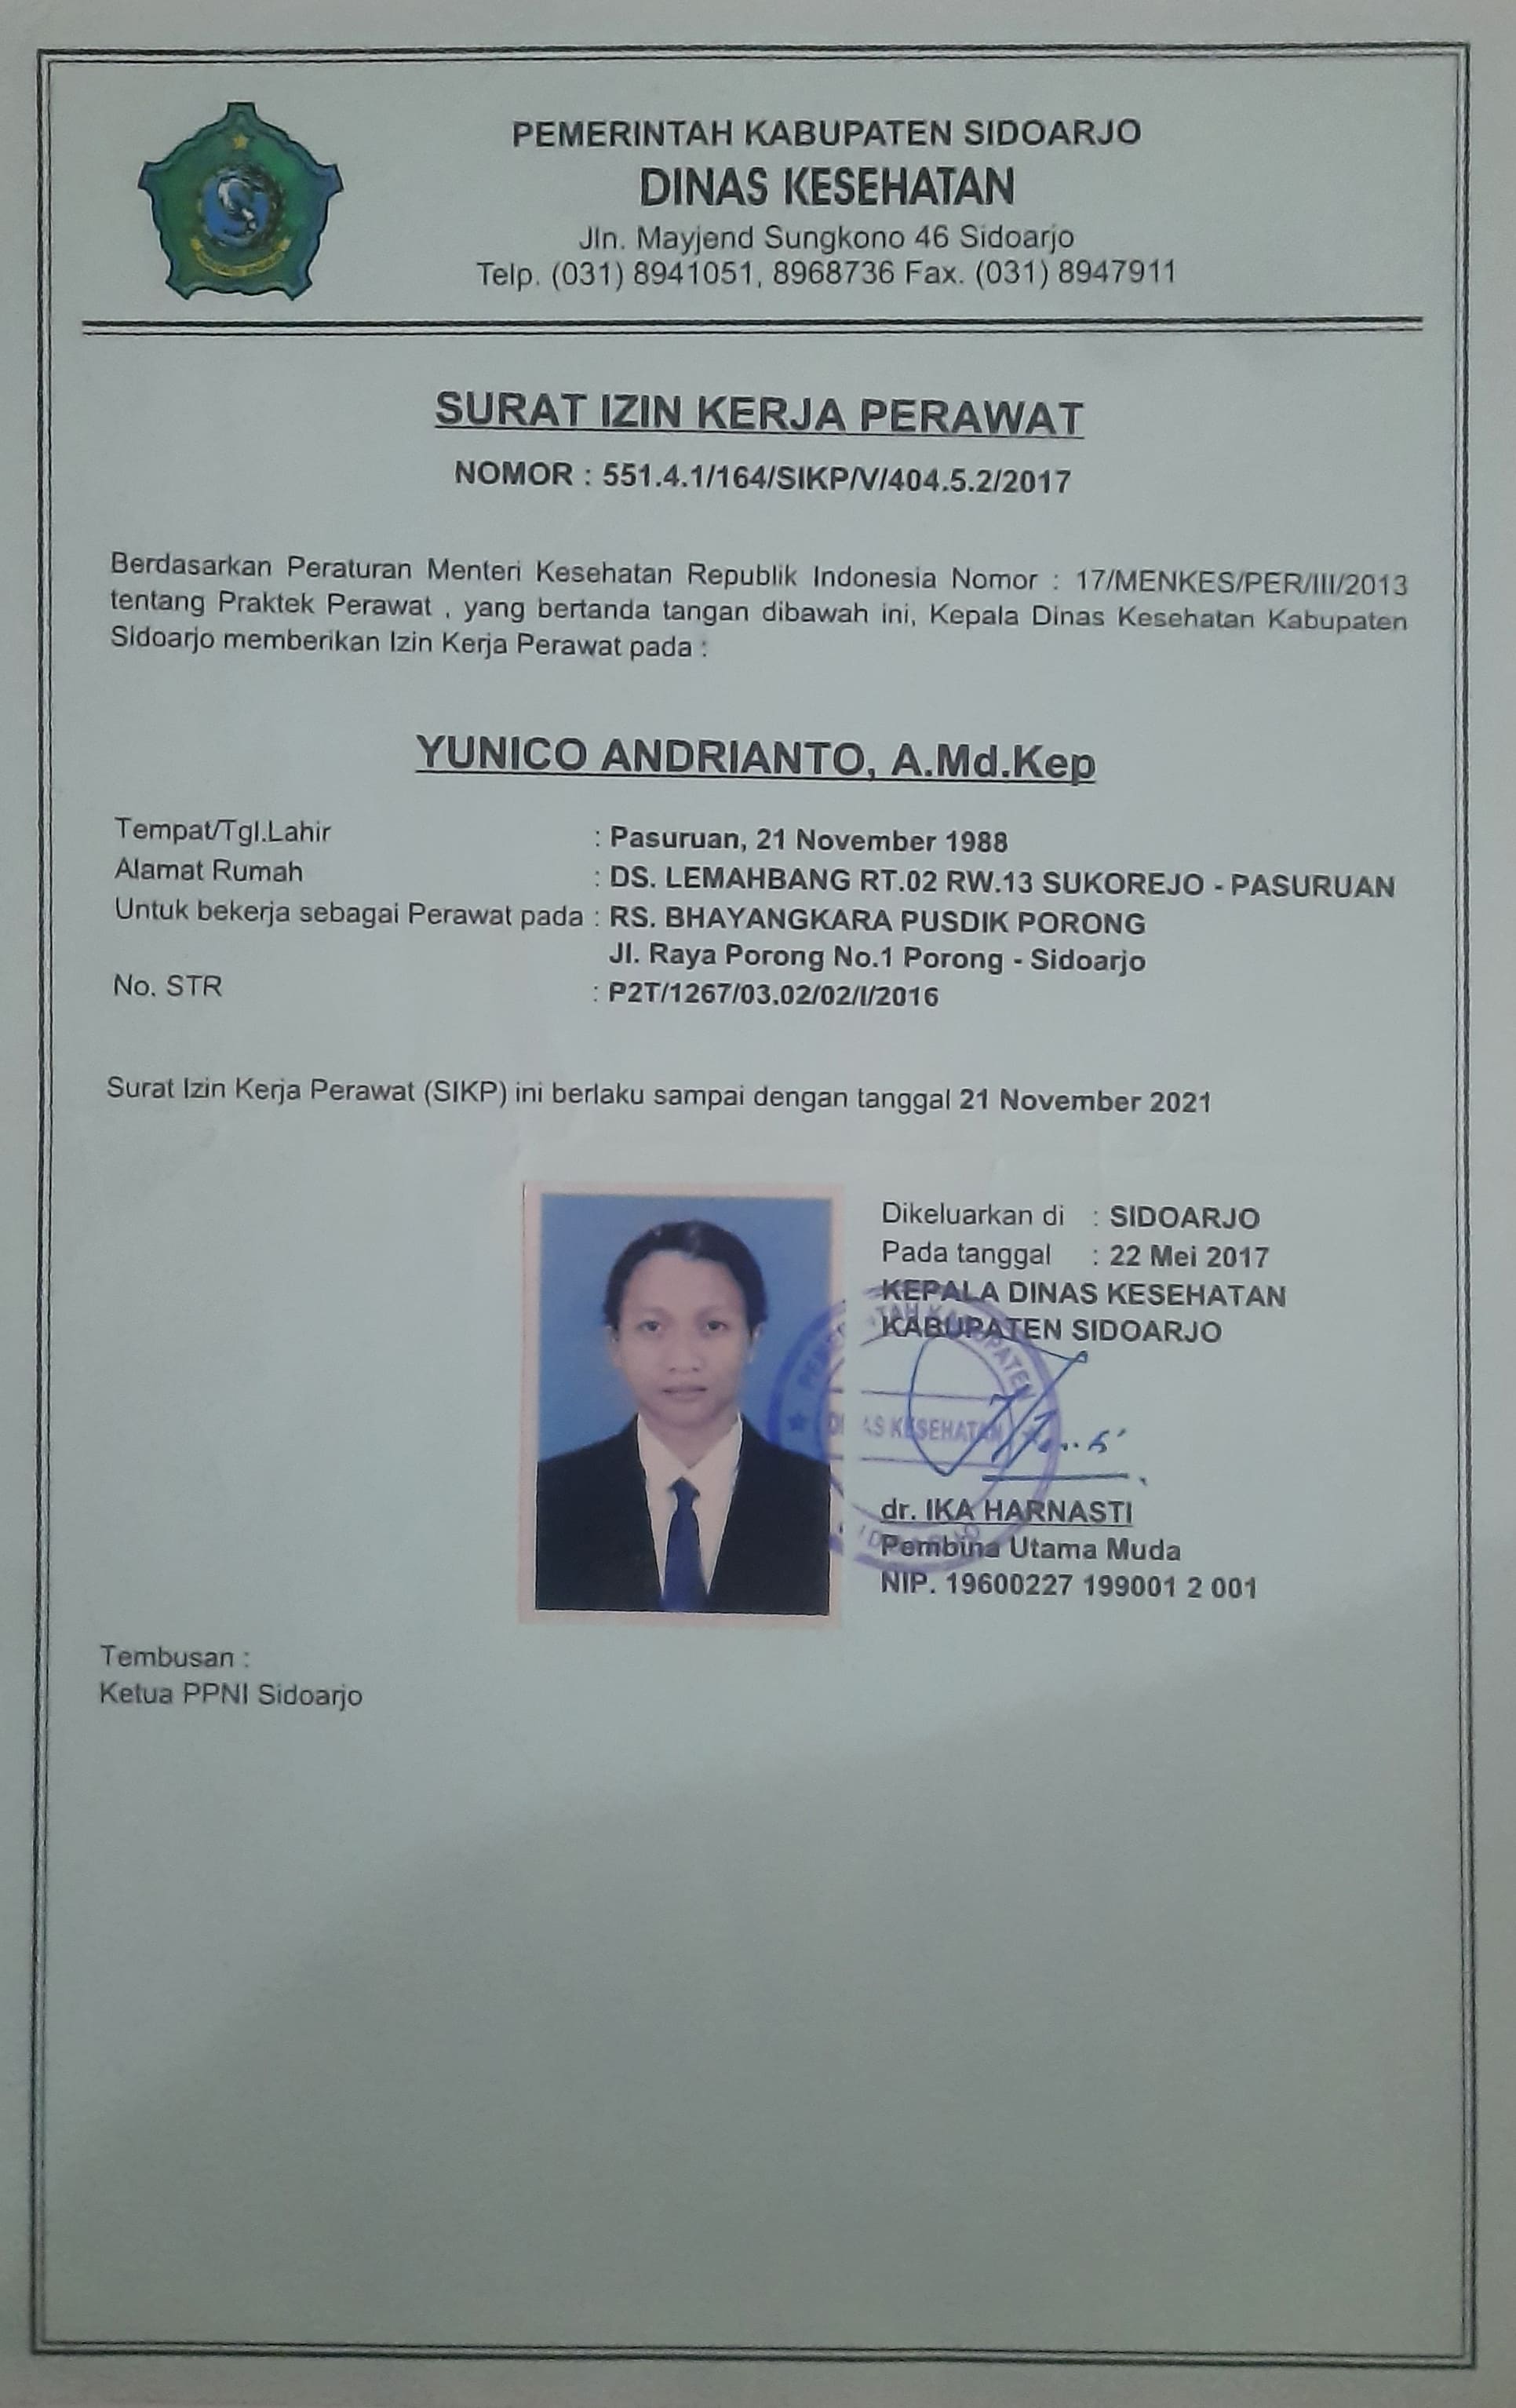 PEMERINTAH KABUPATEN SIDOARJO
DINAS KESEHATAN
Jln. Mayjend Sungkono 46 Sidoarjo
Telp. (031) 8941051, 8968736 Fax. (031) 8947911
SURAT IZIN KERJA PERAWAT
NOMOR : 551.4.1/164/SIKP/V/404.5.2/2017
Berdasarkan Peraturan Menteri Kesehatan Republik Indonesia Nomor : 17/MENKES/PER/III/2013
tentang Praktek Perawat , yang bertanda tangan dibawah ini, Kepala Dinas Kesehatan Kabupaten
Sidoarjo memberikan Izin Kerja Perawat pada :
YUNICO ANDRIANTO, A.Md.Kep
Tempat/Tgl.Lahir : Pasuruan, 21 November 1988
Alamat Rumah : DS. LEMAHBANG RT.02 RW.13 SUKOREJO - PASURUAN
Untuk bekerja sebagai Perawat pada : RS. BHAYANGKARA PUSDIK PORONG
Jl. Raya Porong No.1 Porong - Sidoarjo
No. STR : P2T/1267/03.02/02/I/2016
Surat Izin Kerja Perawat (SIKP) ini berlaku sampai dengan tanggal 21 November 2021
Dikeluarkan di : SIDOARJO
Pada tanggal : 22 Mei 2017
KEPALA DINAS KESEHATAN
KABUPATEN SIDOARJO
dr. IKA HARNASTI
Pembina Utama Muda
NIP. 19600227 199001 2 001
Tembusan :
Ketua PPNI Sidoarjo